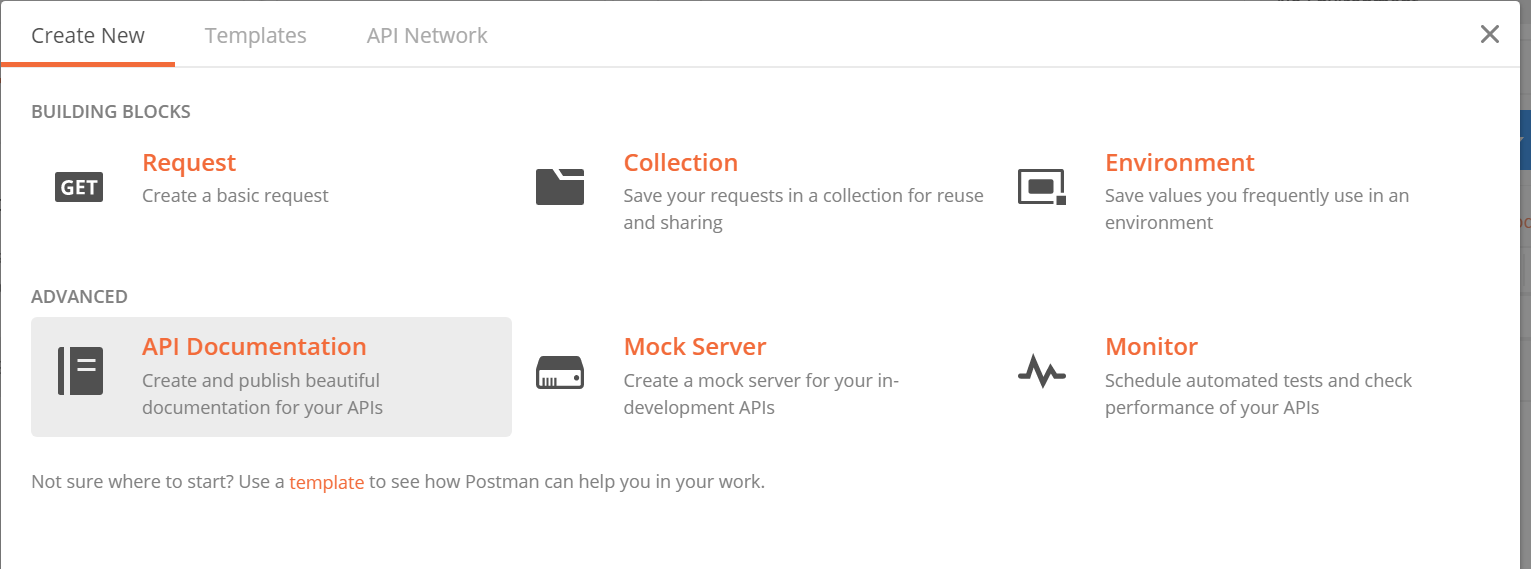 Create New Templates API Network
BUILDING BLOCKS
GET
Request
Create a basic request
Collection
Save your requests in a collection for reuse
and sharing
Environment
Save values you frequently use in an
environment
ADVANCED
API Documentation
Create and publish beautiful
documentation for your APIs
Mock Server
Create a mock server for your in-
development APIs
Monitor
Schedule automated tests and check
performance of your APIs
Not sure where to start? Use a template to see how Postman can help you in your work.